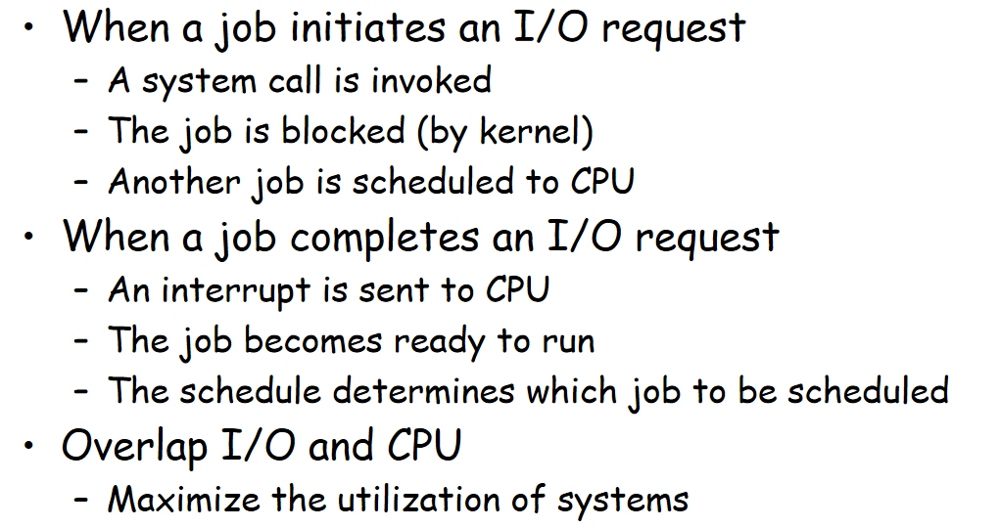 • When a job initiates an I/O request
– A system call is invoked
– The job is blocked (by kernel)
– Another job is scheduled to CPU
• When a job completes an I/O request
– An interrupt is sent to CPU
– The job becomes ready to run
– The schedule determines which job to be scheduled
• Overlap I/O and CPU
– Maximize the utilization of systems